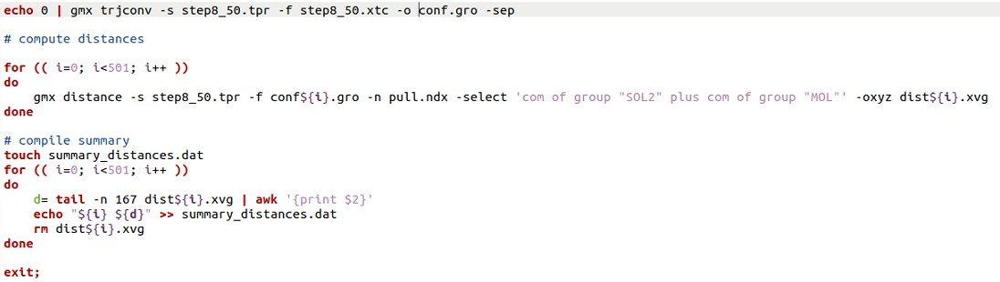 echo 0 | gmx trjconv -s step8_50.tpr -f step8_50.xtc -o conf.gro -sep
# compute distances
for (( i=0; i<501; i++ ))
do
gmx distance -s step8_50.tpr -f conf${i}.gro -n pull.ndx -select 'com of group "SOL2" plus com of group "MOL"' -oxyz dist${i}.xvg
done
# compile summary
touch summary_distances.dat
for (( i=0; i<501; i++ ))
do
d= tail -n 167 dist${i}.xvg | awk '{print $2}'
echo "${i} ${d}" >> summary_distances.dat
rm dist${i}.xvg
done
exit;